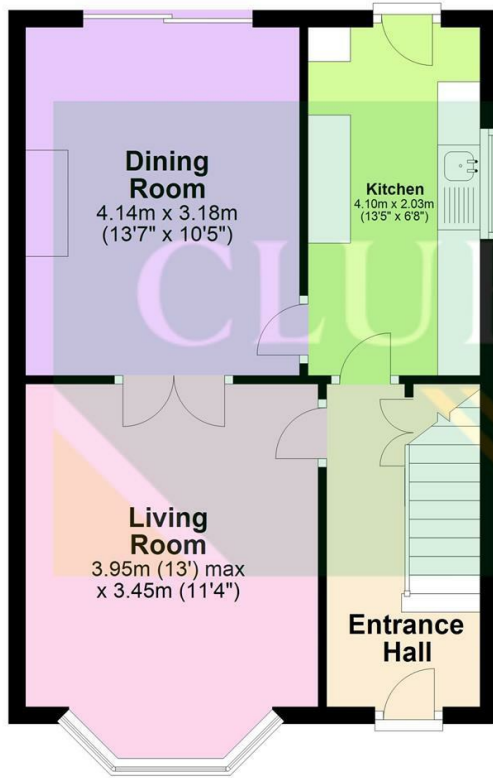 Dining
Room
4.14m x 3.18m
(13'7" x 10'5")
Kitchen
4.10m x 2.03m
(13'5" x 6'8")
CLU
Living
Room
3.95m (13') max
x 3.45m (11'4")
Entrance
Hall